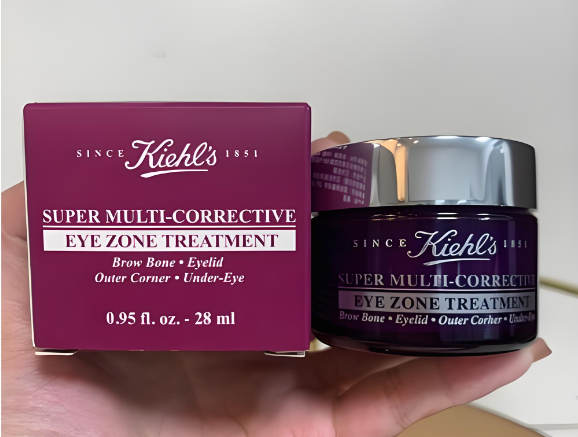 SINCE Kiehl's 1851
SUPER MULTI-CORRECTIVE
EYE ZONE TREATMENT
Brow Bone • Eyelid
Outer Corner • Under-Eye
0.95 fl. oz. - 28 ml
SINCE Kiehl's 1851
SUPER MULTI-CORRECTIVE
EYE ZONE TREATMENT
Brow Bone • Eyelid • Outer Corner • Under-Eye